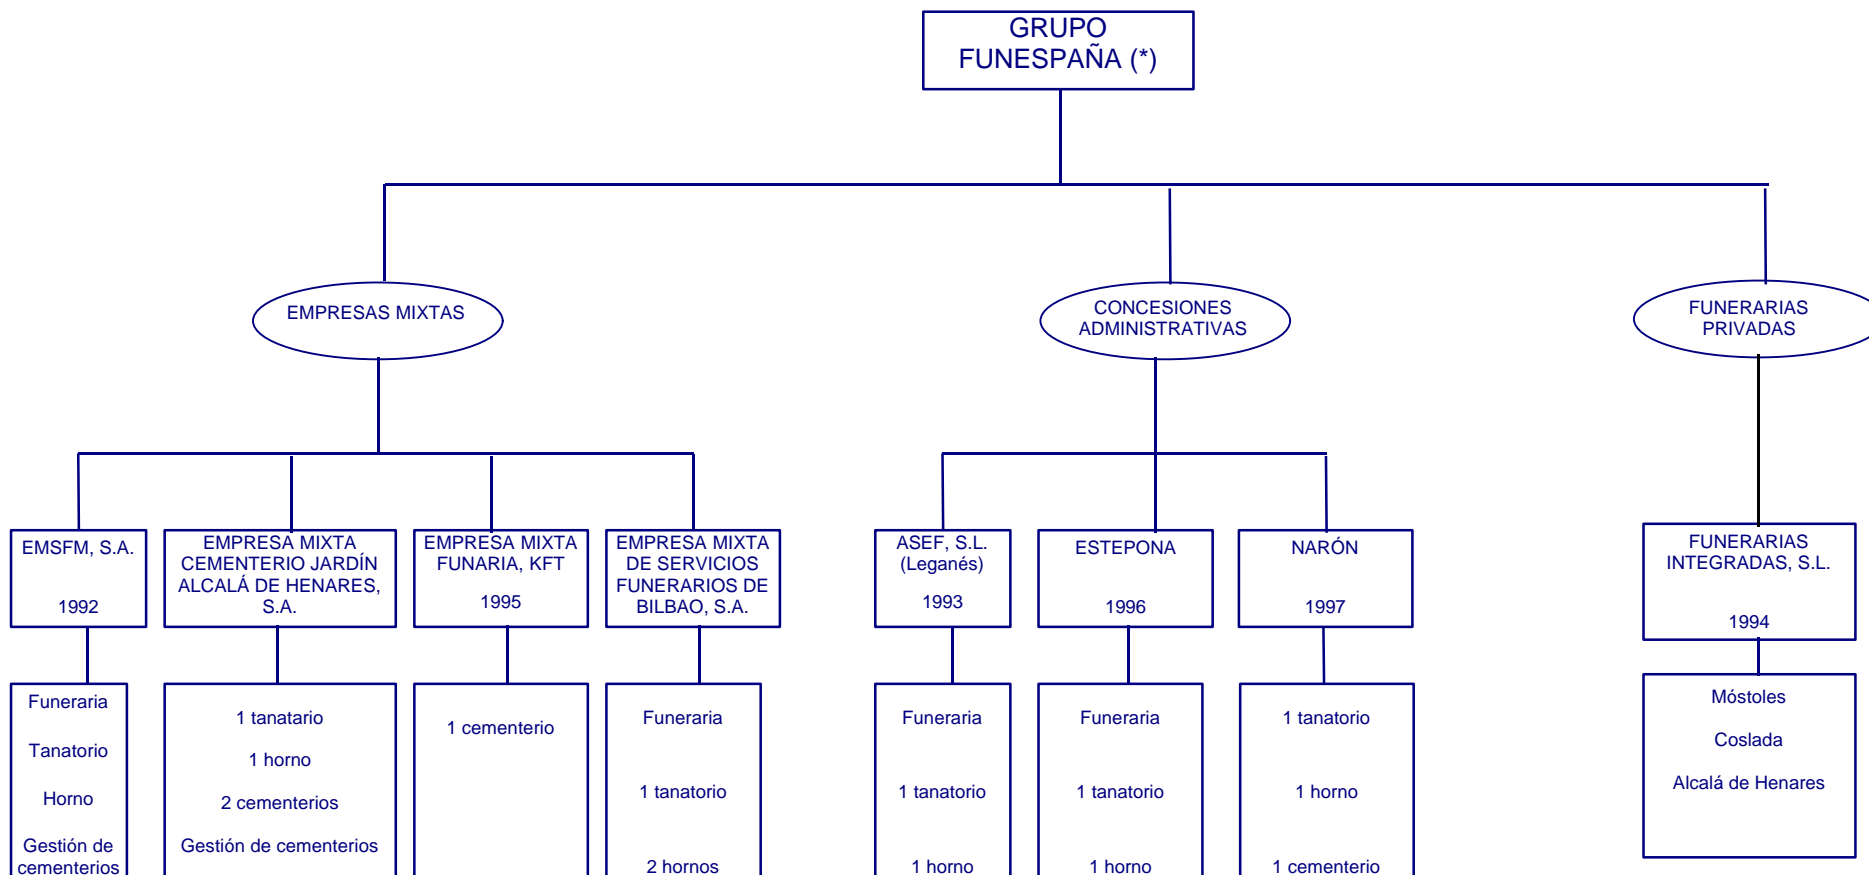 GRUPO
FUNESPAÑA (*)
EMPRESAS MIXTAS
CONCESIONES
ADMINISTRATIVAS
FUNERARIAS
PRIVADAS
EMSFM, S.A.
1992
EMPRESA MIXTA
CEMENTERIO JARDÍN
ALCALÁ DE HENARES,
S.A.
EMPRESA MIXTA
FUNARIA, KFT
1995
EMPRESA MIXTA
DE SERVICIOS
FUNERARIOS DE
BILBAO, S.A.
ASEF, S.L.
(Leganés)
1993
ESTEPONA
1996
NARÓN
1997
FUNERARIAS
INTEGRADAS, S.L.
1994
Funeraria
Tanatorio
Horno
Gestión de
cementerios
1 tanatario
1 horno
2 cementerios
Gestión de cementerios
1 cementerio
Funeraria
1 tanatorio
2 hornos
Funeraria
1 tanatorio
1 horno
Funeraria
1 tanatorio
1 horno
1 tanatorio
1 horno
1 cementerio
Móstoles
Coslada
Alcalá de Henares